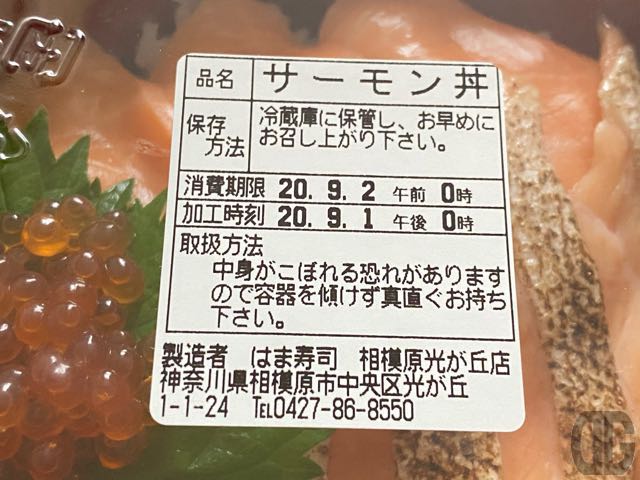 品名 サーモン丼
保存方法 冷蔵庫に保管し、お早めに
お召し上がり下さい。
消費期限 20. 9. 2 午前 0時
加工時刻 20. 9. 1 午後 0時
取扱方法
中身がこぼれる恐れがあります
ので容器を傾けず真直ぐお持ち
下さい。
製造者 はま寿司 相模原光が丘店
神奈川県相模原市中央区光が丘
1-1-24 TEL0427-86-8550